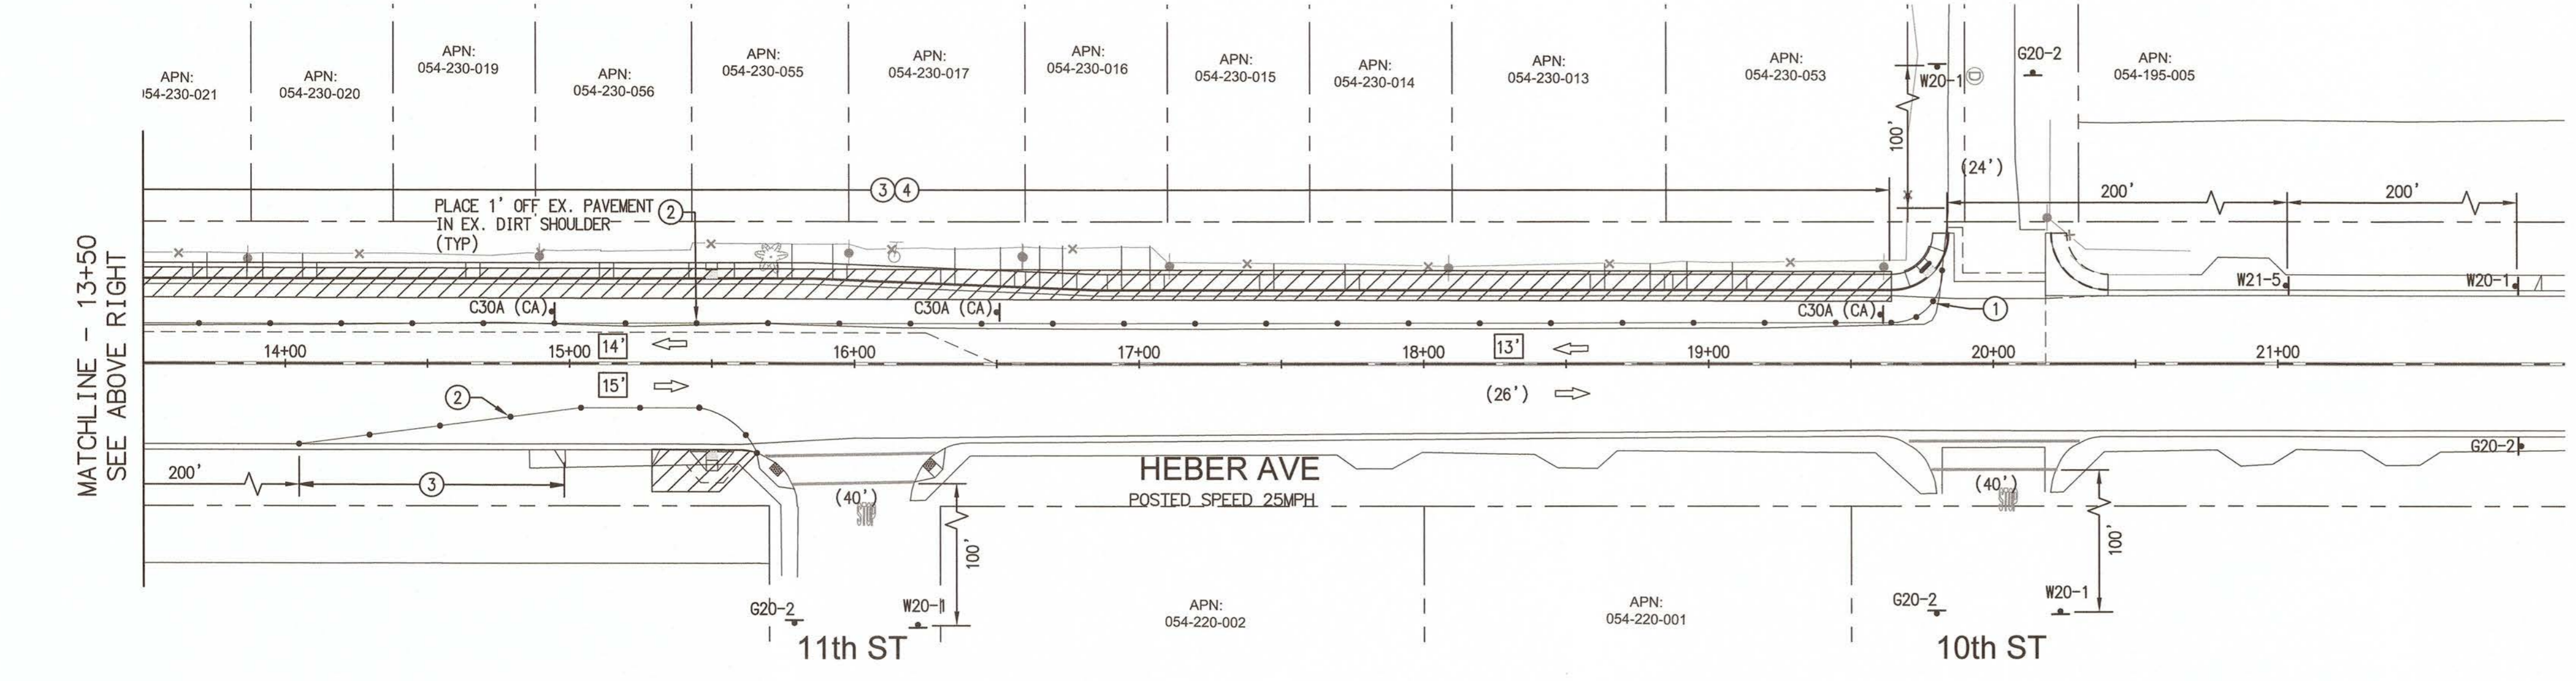 APN:
54-230-021
APN:
054-230-020
APN:
054-230-019
APN:
054-230-056
APN:
054-230-055
APN:
054-230-017
APN:
054-230-016
APN:
054-230-015
APN:
054-230-014
APN:
054-230-013
APN:
054-230-053
W20-1
D
G20-2
APN:
054-195-005
100'
(24')
200'
200'
3 4
PLACE 1' OFF EX. PAVEMENT
IN EX. DIRT SHOULDER
(TYP)
2
MATCHLINE - 13+50
SEE ABOVE RIGHT
C30A (CA)
C30A (CA)
C30A (CA)
1
W21-5
W20-1
14+00
15+00
14'
16+00
17+00
18+00
13'
19+00
20+00
21+00
15'
(26')
2
200'
3
(40')
STOP
100'
HEBER AVE
POSTED SPEED 25MPH
(40')
STOP
100'
G20-2
G20-2
W20-1
11th ST
APN:
054-220-002
APN:
054-220-001
G20-2
W20-1
10th ST